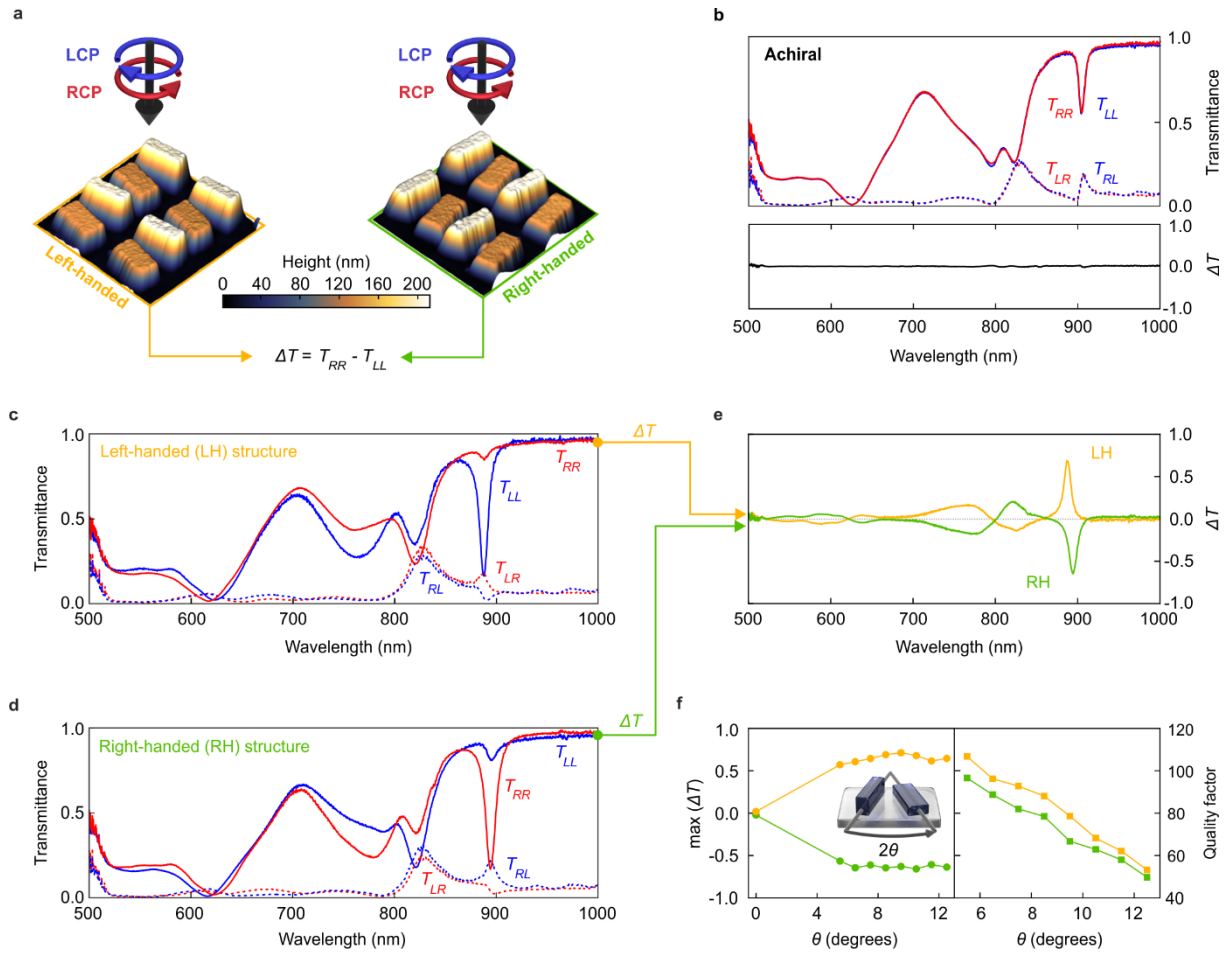 a
LCP
RCP
LCP
RCP
Left-handed
Right-handed
Height (nm)
0 40 80 120 160 200
ΔT = T_RR - T_LL
b
Achiral
T_RR T_LL
T_LR T_RL
1.0
0.5
0.0
Transmittance
0.0
-1.0
ΔT
500 600 700 800 900 1000
Wavelength (nm)
c
Left-handed (LH) structure
1.0
0.5
0.0
Transmittance
T_RR
T_LL
T_LR
T_RL
500 600 700 800 900 1000
Wavelength (nm)
ΔT
d
Right-handed (RH) structure
1.0
0.5
0.0
Transmittance
T_LL
T_RR
T_RL
T_LR
500 600 700 800 900 1000
Wavelength (nm)
ΔT
e
LH
RH
1.0
0.5
0.0
-0.5
-1.0
ΔT
500 600 700 800 900 1000
Wavelength (nm)
f
1.0
0.5
0.0
-0.5
-1.0
max (ΔT)
2θ
0 4 8 12
θ (degrees)
120
100
80
60
40
Quality factor
6 8 10 12
θ (degrees)